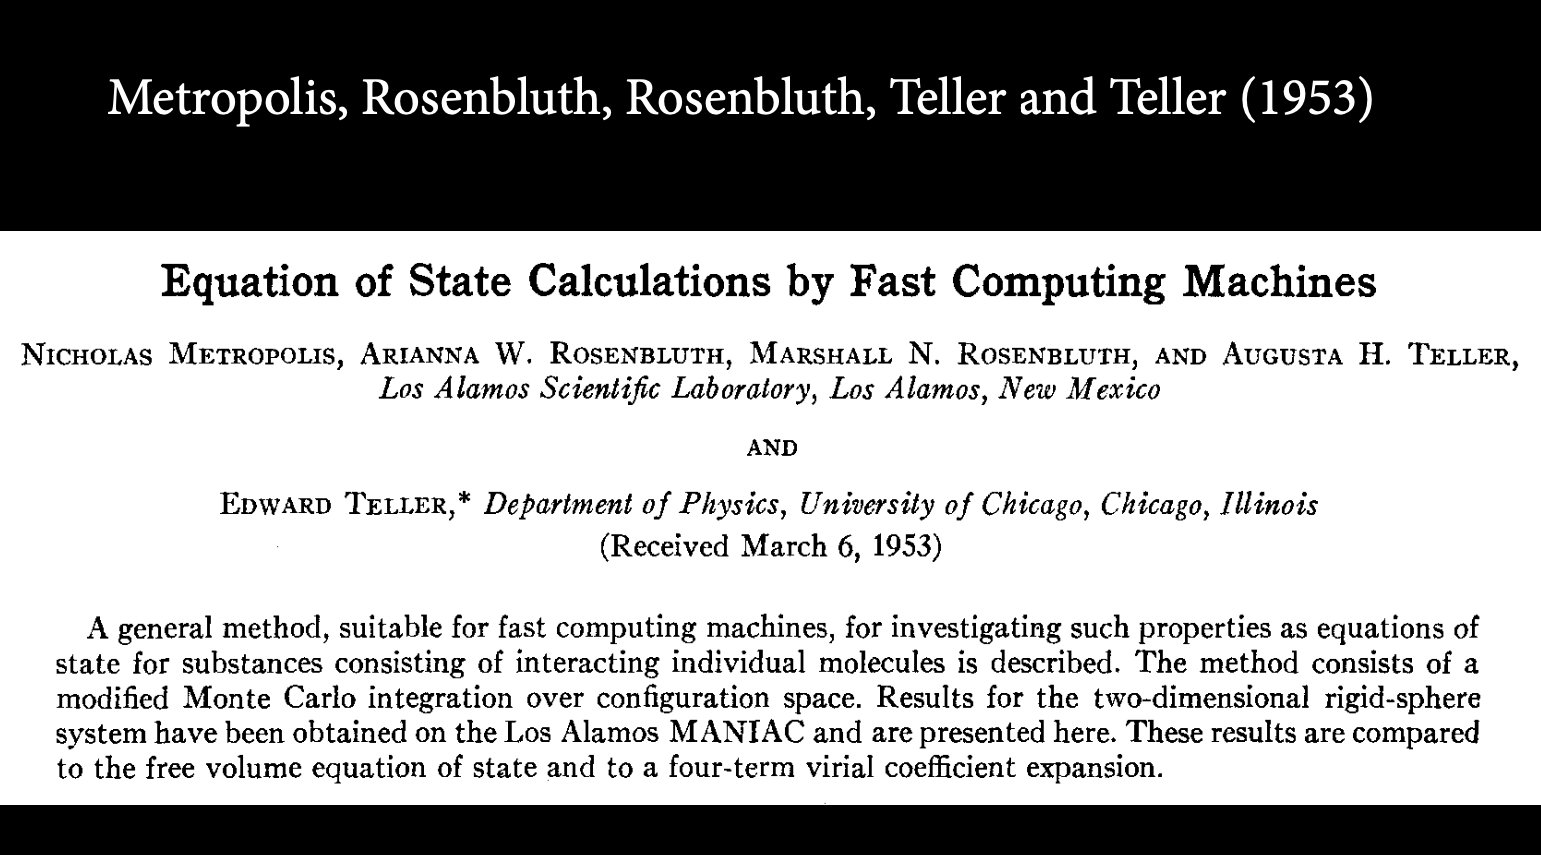 Metropolis, Rosenbluth, Rosenbluth, Teller and Teller (1953)
Equation of State Calculations by Fast Computing Machines
Nicholas Metropolis, Arianna W. Rosenbluth, Marshall N. Rosenbluth, and Augusta H. Teller,
Los Alamos Scientific Laboratory, Los Alamos, New Mexico
AND
Edward Teller,* Department of Physics, University of Chicago, Chicago, Illinois
(Received March 6, 1953)
A general method, suitable for fast computing machines, for investigating such properties as equations of
state for substances consisting of interacting individual molecules is described. The method consists of a
modified Monte Carlo integration over configuration space. Results for the two-dimensional rigid-sphere
system have been obtained on the Los Alamos MANIAC and are presented here. These results are compared
to the free volume equation of state and to a four-term virial coefficient expansion.